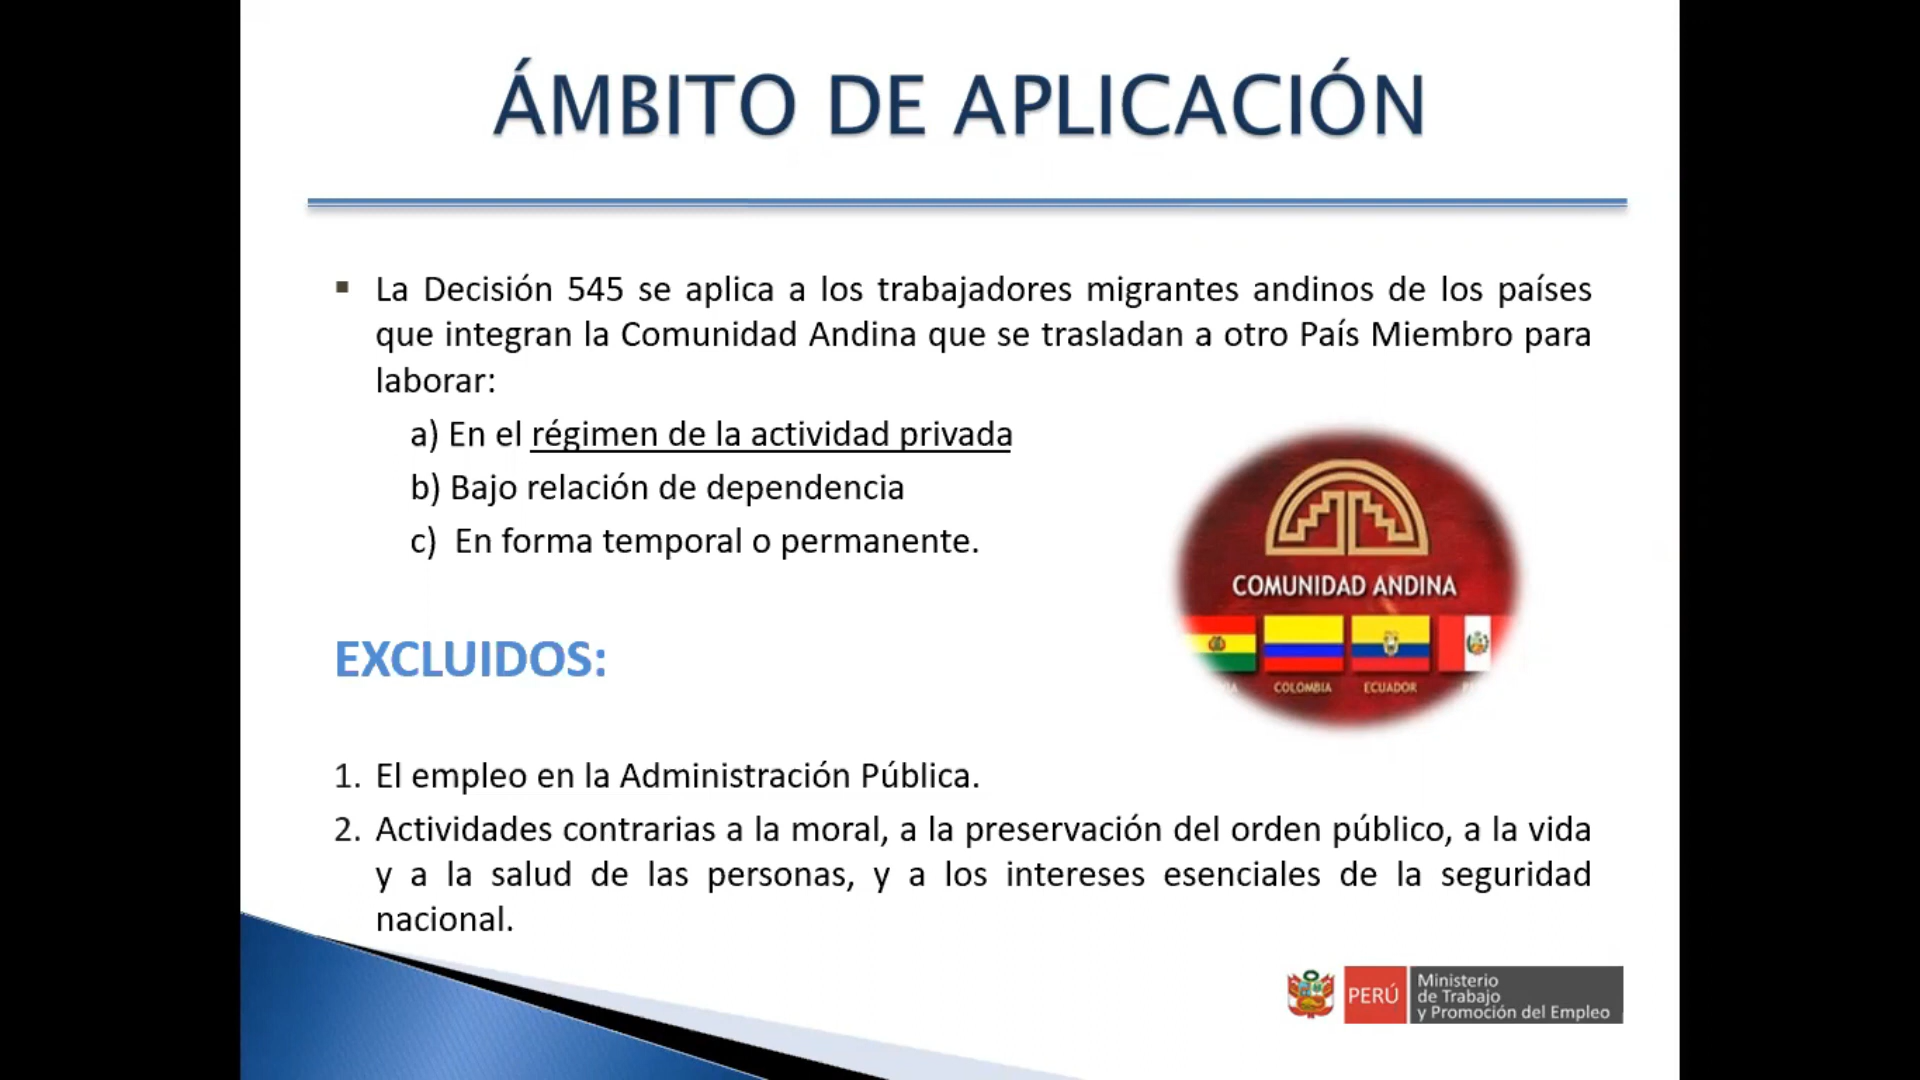 ÁMBITO DE APLICACIÓN
La Decisión 545 se aplica a los trabajadores migrantes andinos de los países
que integran la Comunidad Andina que se trasladan a otro País Miembro para
laborar:
a) En el régimen de la actividad privada
b) Bajo relación de dependencia
c) En forma temporal o permanente.
COMUNIDAD ANDINA
COLOMBIA ECUADOR
EXCLUIDOS:
1. El empleo en la Administración Pública.
2. Actividades contrarias a la moral, a la preservación del orden público, a la vida
y a la salud de las personas, y a los intereses esenciales de la seguridad
nacional.
PERÚ
Ministerio
de Trabajo
y Promoción del Empleo